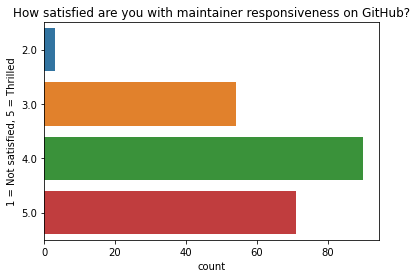 How satisfied are you with maintainer responsiveness on GitHub?
1 = Not satisfied, 5 = Thrilled
2.0
3.0
4.0
5.0
0 20 40 60 80
count